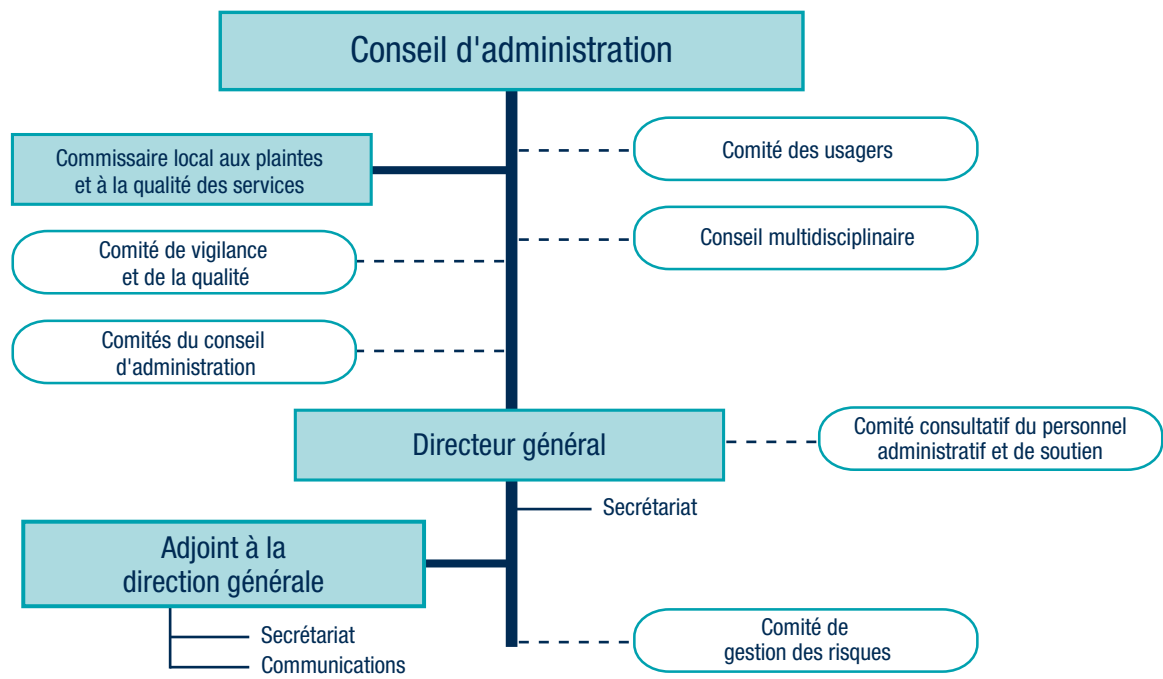 Conseil d'administration
Commissaire local aux plaintes
et à la qualité des services
Comité des usagers
Conseil multidisciplinaire
Comité de vigilance
et de la qualité
Comités du conseil
d'administration
Directeur général
Comité consultatif du personnel
administratif et de soutien
Secrétariat
Adjoint à la
direction générale
Secrétariat
Communications
Comité de
gestion des risques